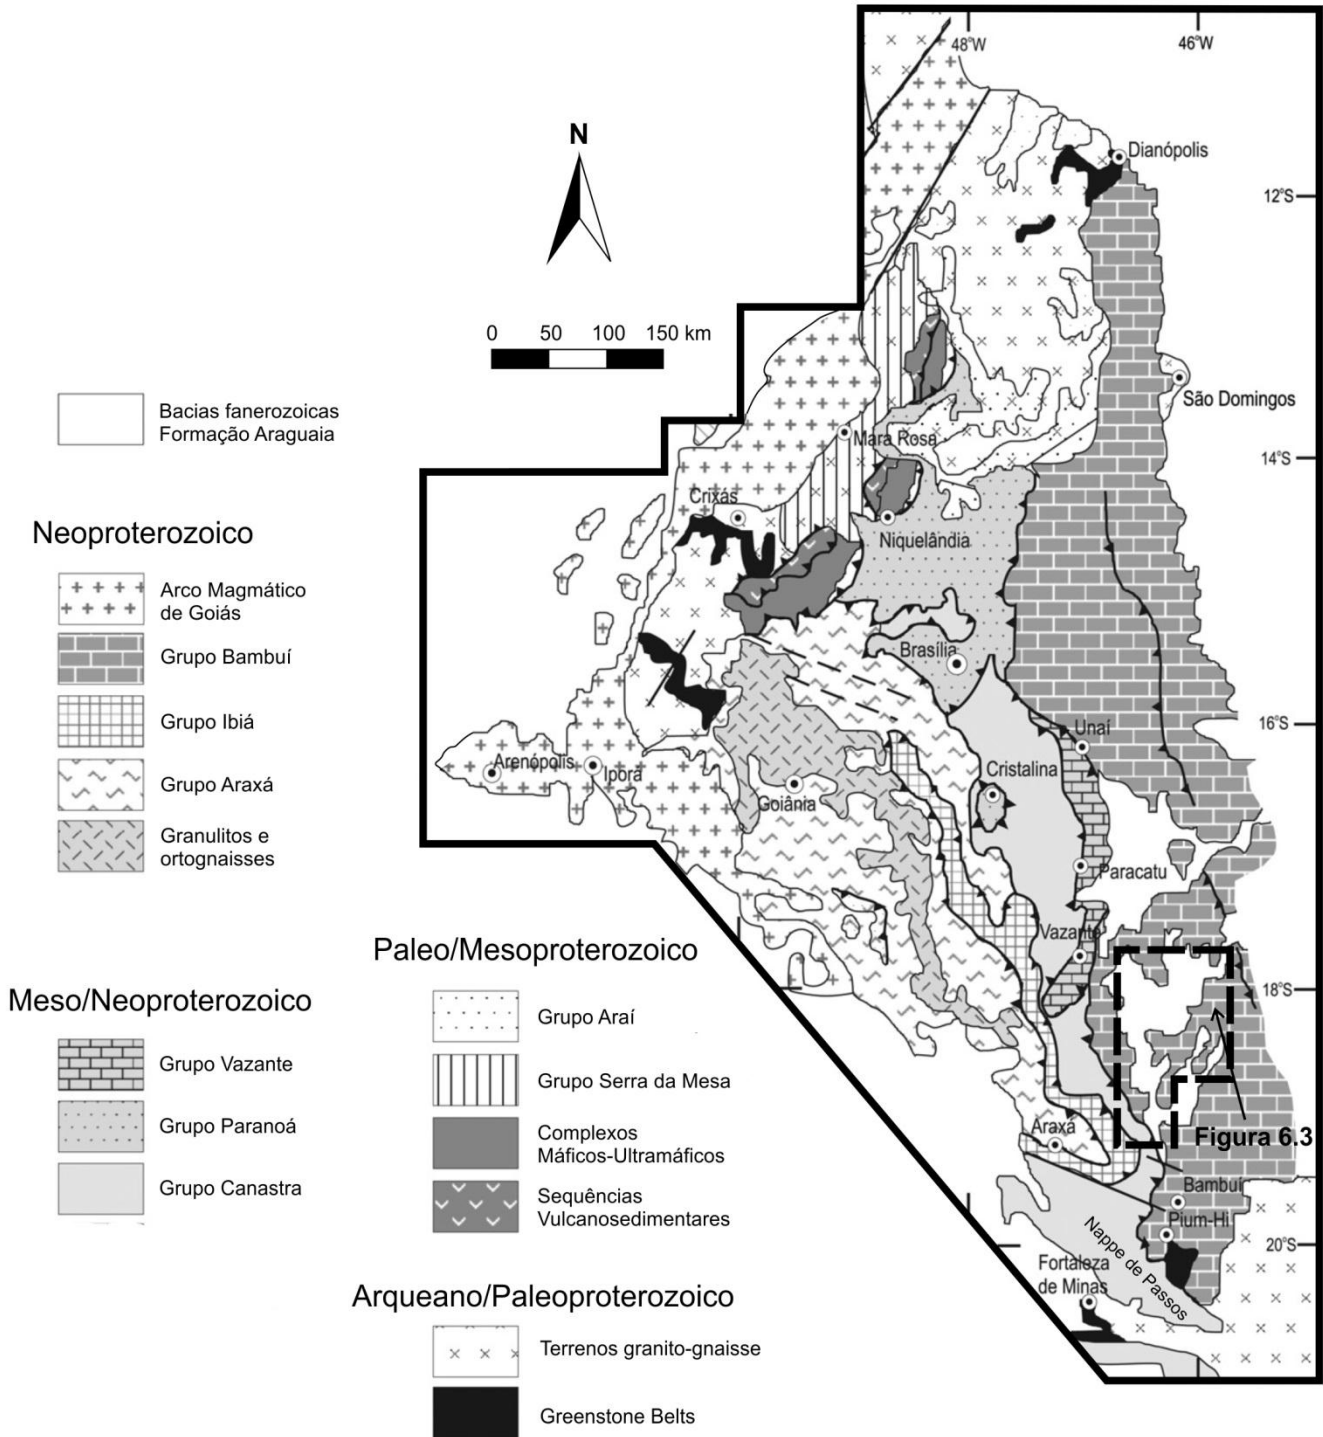 48°W
46°W
N
Dianópolis
12°S
0 50 100 150 km
São Domingos
Bacias fanerozoicas
Formação Araguaia
Mara Rosa
14°S
Crixás
Neoproterozoico
Niquelândia
Arco Magmático
de Goiás
Grupo Bambuí
Brasília
Grupo Ibiá
Unaí
16°S
Arenópolis
Iporá
Cristalina
Grupo Araxá
Goiânia
Granulitos e
ortognaisses
Paracatu
Paleo/Mesoproterozoico
Vazante
Meso/Neoproterozoico
18°S
Grupo Araí
Grupo Vazante
Grupo Serra da Mesa
Grupo Paranoá
Araxá
Figura 6.3
Complexos
Máficos-Ultramáficos
Grupo Canastra
Bambuí
Sequências
Vulcanosedimentares
Pium-Hi
20°S
Nappe de Passos
Fortaleza
de Minas
Arqueano/Paleoproterozoico
Terrenos granito-gnaisse
Greenstone Belts